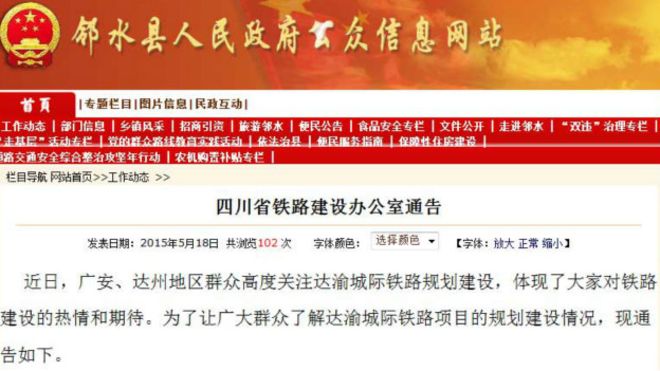 邻水县人民政府公众信息网站
首页 | 专题栏目 | 图片信息 | 民政互动 |
工作动态 | 部门信息 | 乡镇风采 | 招商引资 | 旅游邻水 | 便民公告 | 食品安全专栏 | 文件公开 | 走进邻水 | “双违”治理专栏 |
走基层”活动专栏 | 党的群众路线教育实践活动 | 依法治县 | 便民服务指南 | 保障性住房建设 |
道路交通安全综合整治攻坚年行动 | 农机购置补贴专栏 |
栏目导航 网站首页>>工作动态 >>
四川省铁路建设办公室通告
发表日期：2015年5月18日 共浏览102 次 字体颜色： 选择颜色 【字体：放大 正常 缩小】
近日，广安、达州地区群众高度关注达渝城际铁路规划建设，体现了大家对铁路
建设的热情和期待。为了让广大群众了解达渝城际铁路项目的规划建设情况，现通
告如下。